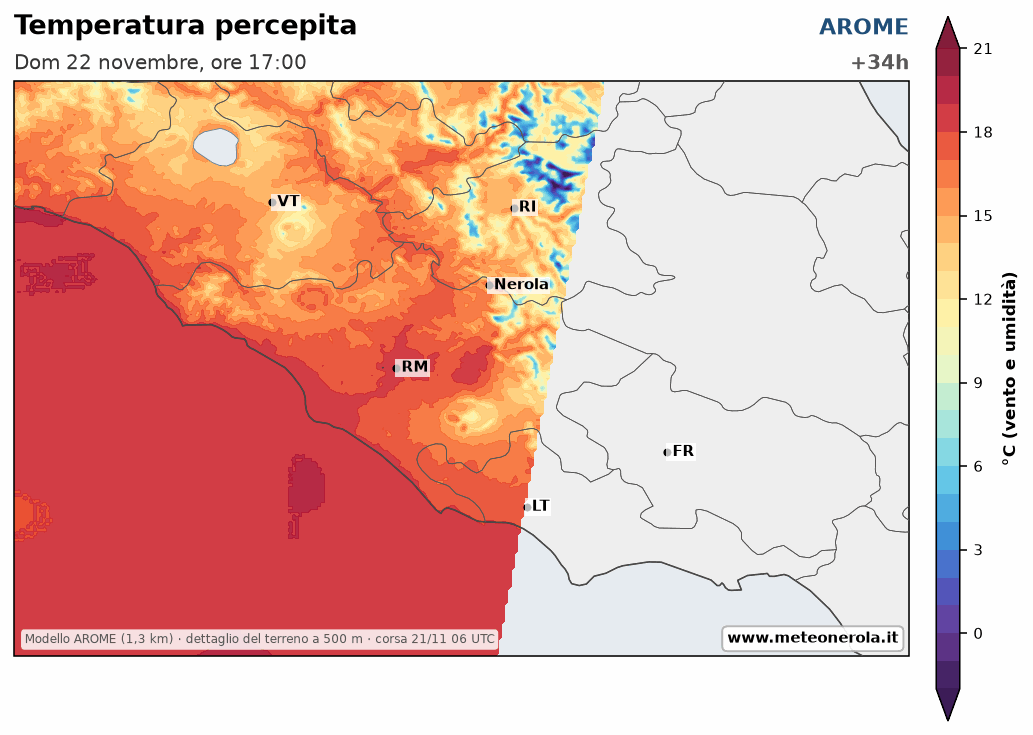 Temperatura percepita
AROME
Dom 22 novembre, ore 17:00
+34h
VT
RI
Nerola
RM
FR
LT
21
18
15
12
9
6
3
0
°C (vento e umidità)
Modello AROME (1,3 km) · dettaglio del terreno a 500 m · corsa 21/11 06 UTC
www.meteonerola.it